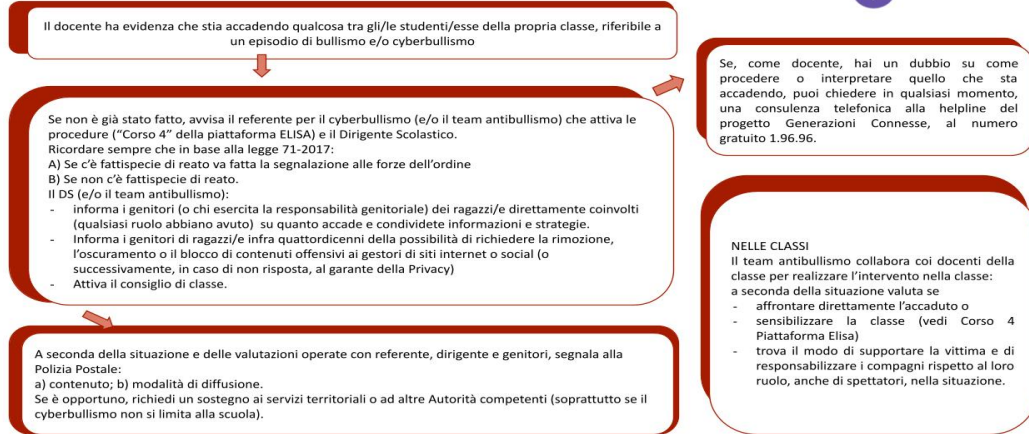 Il docente ha evidenza che stia accadendo qualcosa tra gli/le studenti/esse della propria classe, riferibile a
un episodio di bullismo e/o cyberbullismo
Se, come docente, hai un dubbio su come
procedere o interpretare quello che sta
accadendo, puoi chiedere in qualsiasi momento,
una consulenza telefonica alla helpline del
progetto Generazioni Connesse, al numero
gratuito 1.96.96.
Se non è già stato fatto, avvisa il referente per il cyberbullismo (e/o il team antibullismo) che attiva le
procedure (“Corso 4” della piattaforma ELISA) e il Dirigente Scolastico.
Ricordare sempre che in base alla legge 71-2017:
A) Se c’è fattispecie di reato va fatta la segnalazione alle forze dell’ordine
B) Se non c’è fattispecie di reato.
Il DS (e/o il team antibullismo):
- informa i genitori (o chi esercita la responsabilità genitoriale) dei ragazzi/e direttamente coinvolti
(qualsiasi ruolo abbiano avuto) su quanto accade e condividete informazioni e strategie.
- Informa i genitori di ragazzi/e infra quattordicenni della possibilità di richiedere la rimozione,
l’oscuramento o il blocco di contenuti offensivi ai gestori di siti internet o social (o
successivamente, in caso di non risposta, al garante della Privacy)
- Attiva il consiglio di classe.
NELLE CLASSI
Il team antibullismo collabora coi docenti della
classe per realizzare l’intervento nella classe:
a seconda della situazione valuta se
- affrontare direttamente l’accaduto o
- sensibilizzare la classe (vedi Corso 4
Piattaforma Elisa)
- trova il modo di supportare la vittima e di
responsabilizzare i compagni rispetto al loro
ruolo, anche di spettatori, nella situazione.
A seconda della situazione e delle valutazioni operate con referente, dirigente e genitori, segnala alla
Polizia Postale:
a) contenuto; b) modalità di diffusione.
Se è opportuno, richiedi un sostegno ai servizi territoriali o ad altre Autorità competenti (soprattutto se il
cyberbullismo non si limita alla scuola).